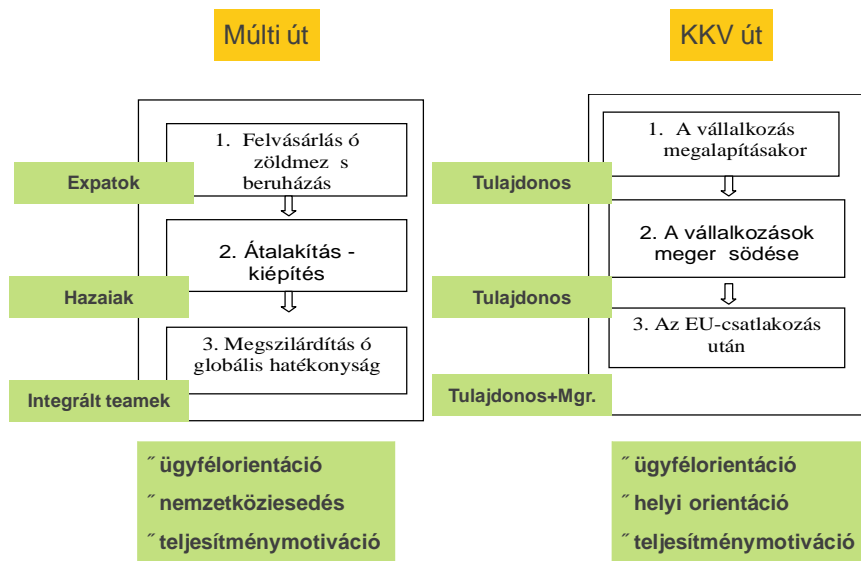 Múlti út
1. Felvásárlás ó
zöldmez s
beruházás
Expatok
2. Átalakítás -
kiépítés
Hazaiak
3. Megszilárdítás ó
globális hatékonyság
Integrált teamek
˝ ügyfélorientáció
˝ nemzetköziesedés
˝ teljesítménymotiváció
KKV út
1. A vállalkozás
megalapításakor
Tulajdonos
2. A vállalkozások
meger södése
Tulajdonos
3. Az EU-csatlakozás
után
Tulajdonos+Mgr.
˝ ügyfélorientáció
˝ helyi orientáció
˝ teljesítménymotiváció